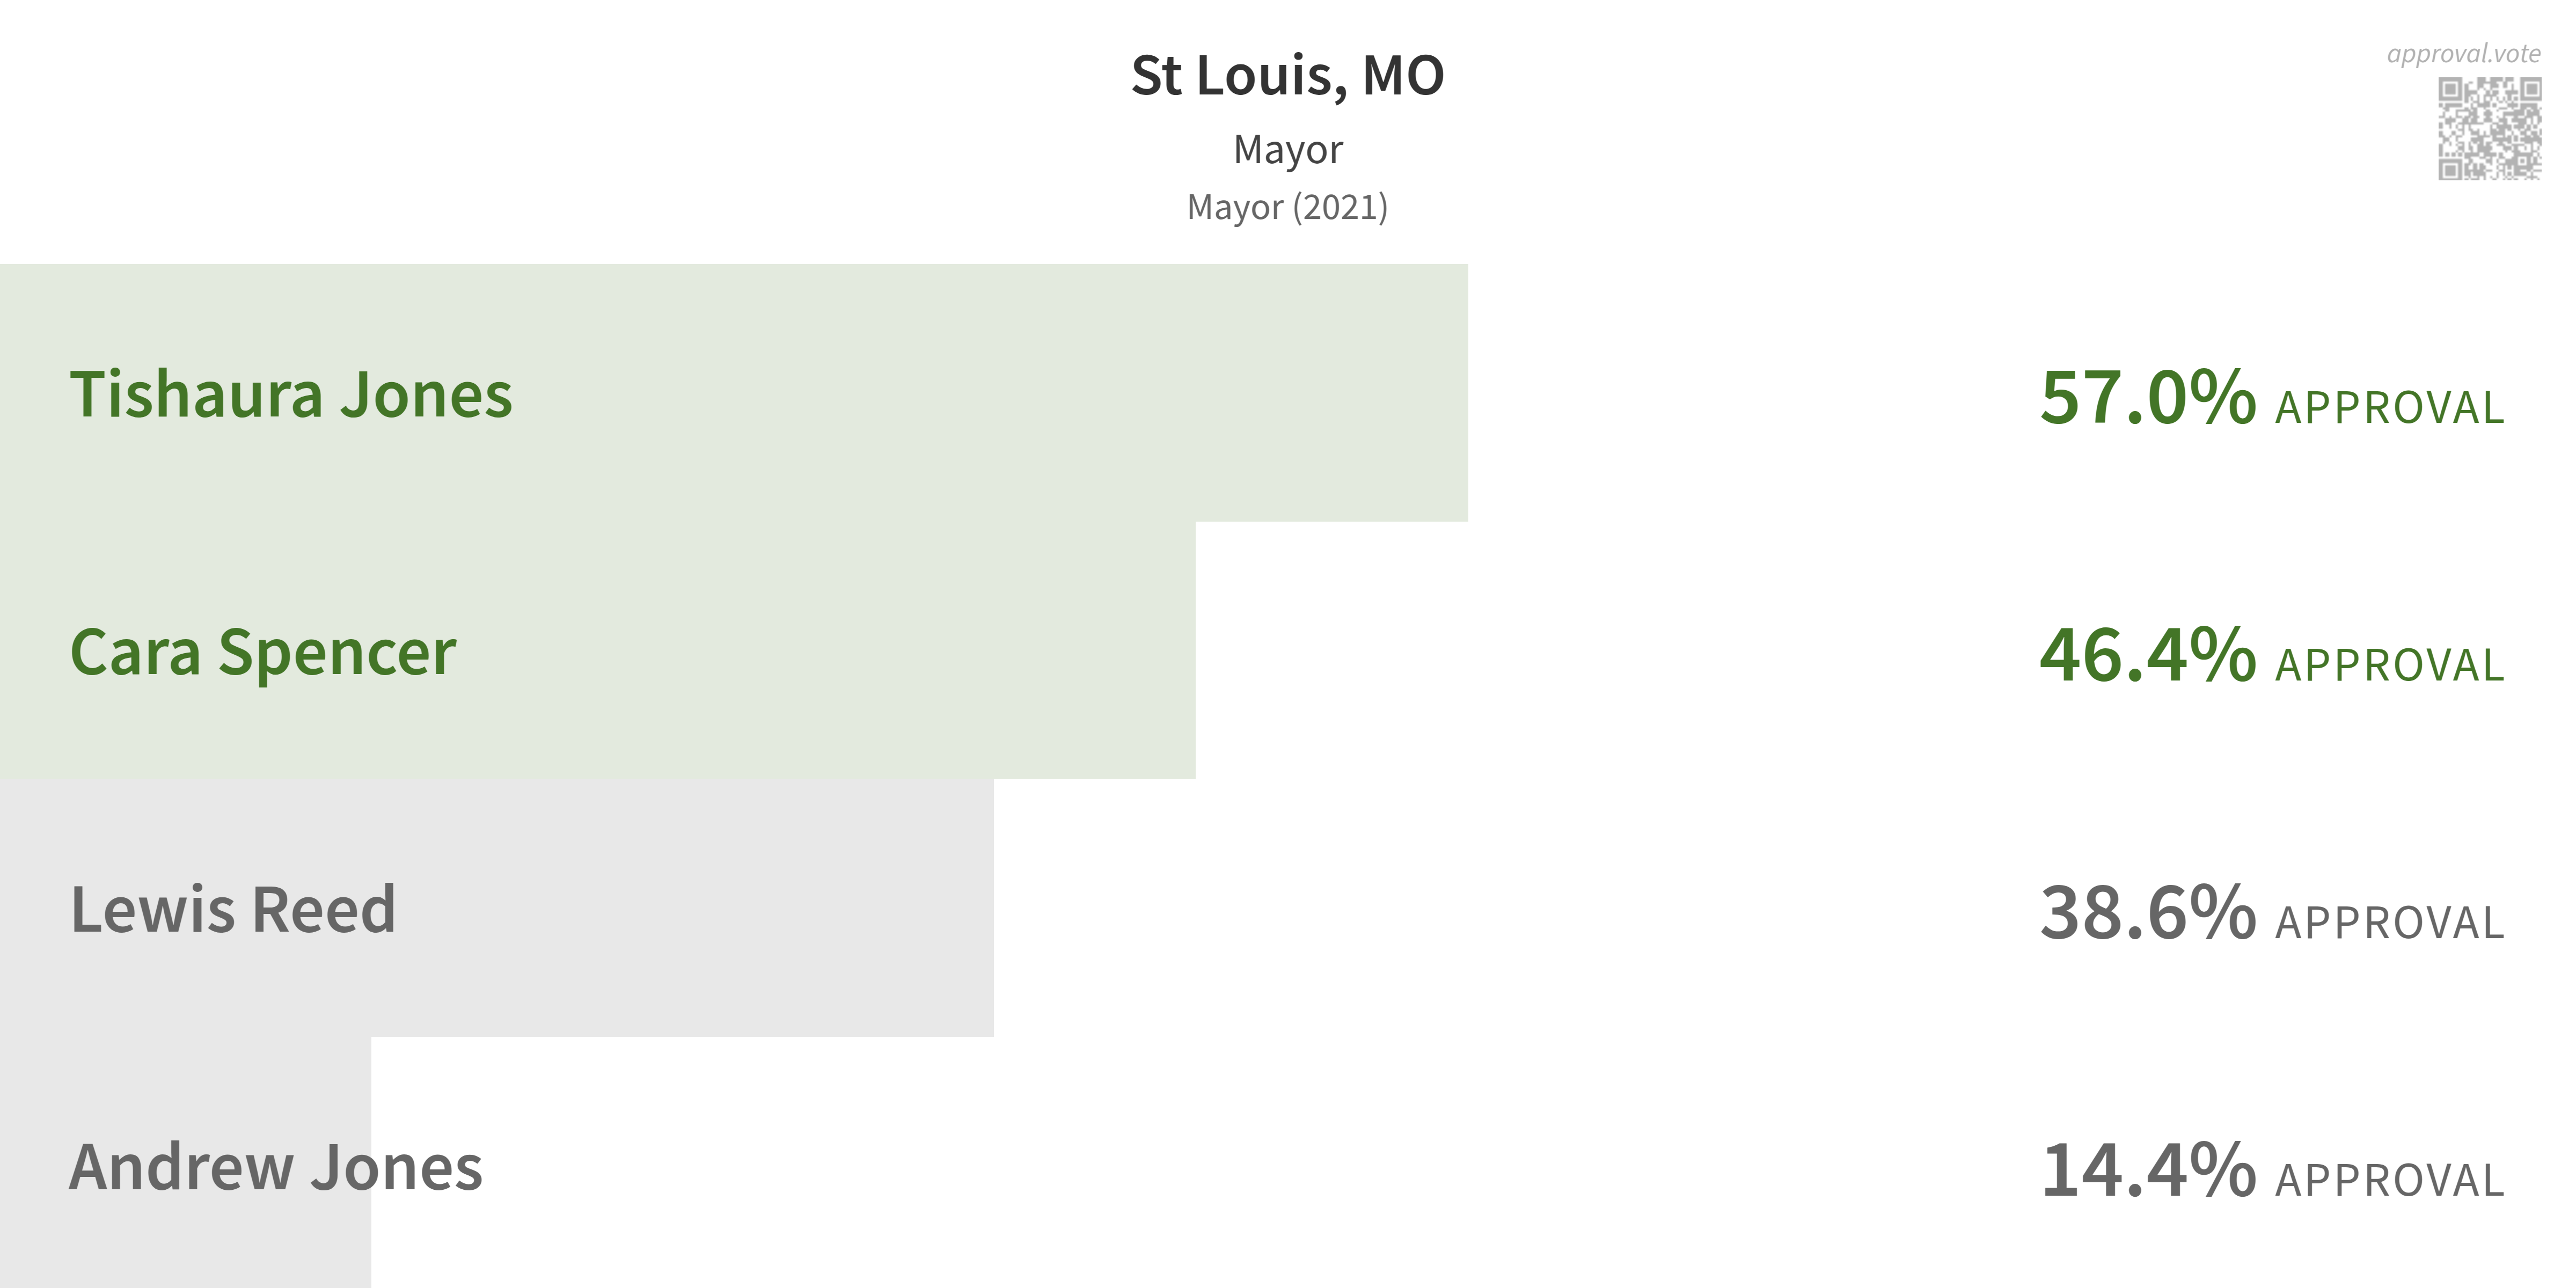 St Louis, MO
Mayor
Mayor (2021)
approval.vote
Tishaura Jones 57.0% APPROVAL
Cara Spencer 46.4% APPROVAL
Lewis Reed 38.6% APPROVAL
Andrew Jones 14.4% APPROVAL